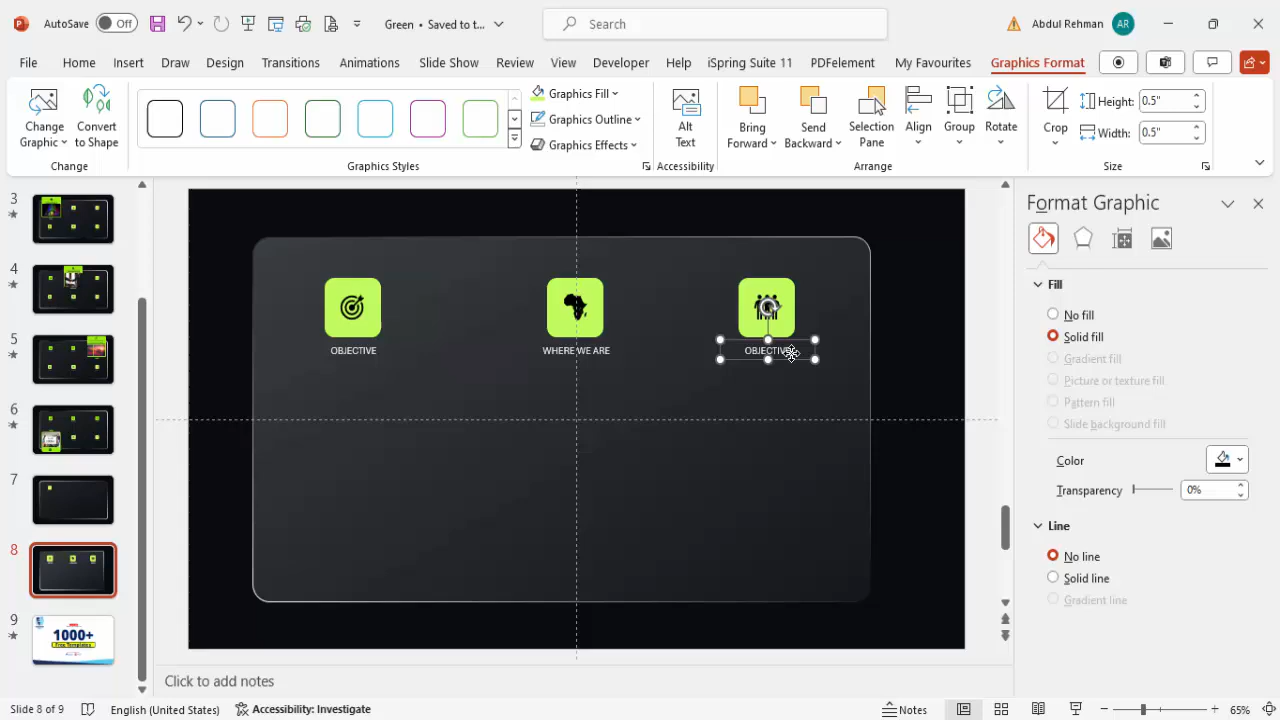 AutoSave Off
Green • Saved to t...
Search
Abdul Rehman AR
File Home Insert Draw Design Transitions Animations Slide Show Review View Developer Help iSpring Suite 11 PDFelement My Favourites Graphics Format
Change Graphic
Convert to Shape
Graphics Fill
Graphics Outline
Graphics Effects
Alt Text
Bring Forward
Send Backward
Selection Pane
Align
Group
Rotate
Crop
Height: 0.5"
Width: 0.5"
Change Graphics Styles Accessibility Arrange Size
3
4
5
6
7
8
9
1000+
OBJECTIVE
WHERE WE ARE
OBJECTIVE
Format Graphic
Fill
No fill
Solid fill
Gradient fill
Picture or texture fill
Pattern fill
Slide background fill
Color
Transparency 0%
Line
No line
Solid line
Gradient line
Click to add notes
Slide 8 of 9 English (United States) Accessibility: Investigate Notes 65%